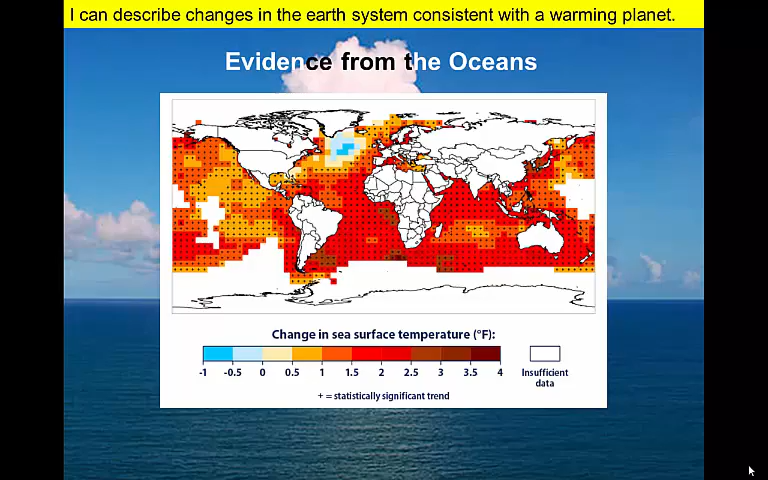 I can describe changes in the earth system consistent with a warming planet.
Evidence from the Oceans
Change in sea surface temperature (°F):
-1 -0.5 0 0.5 1 1.5 2 2.5 3 3.5 4
Insufficient
data
+ = statistically significant trend